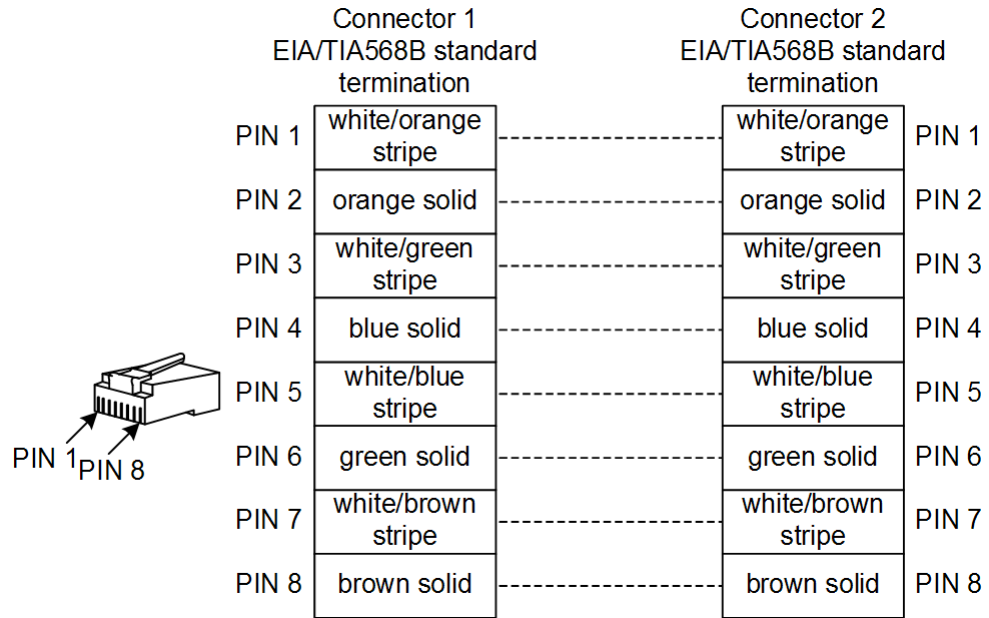 Connector 1
EIA/TIA568B standard
termination
Connector 2
EIA/TIA568B standard
termination
PIN 1
white/orange
stripe
white/orange
stripe
PIN 1
PIN 2
orange solid
orange solid
PIN 2
PIN 3
white/green
stripe
white/green
stripe
PIN 3
PIN 4
blue solid
blue solid
PIN 4
PIN 5
white/blue
stripe
white/blue
stripe
PIN 5
PIN 6
green solid
green solid
PIN 6
PIN 7
white/brown
stripe
white/brown
stripe
PIN 7
PIN 8
brown solid
brown solid
PIN 8
PIN 1
PIN 8